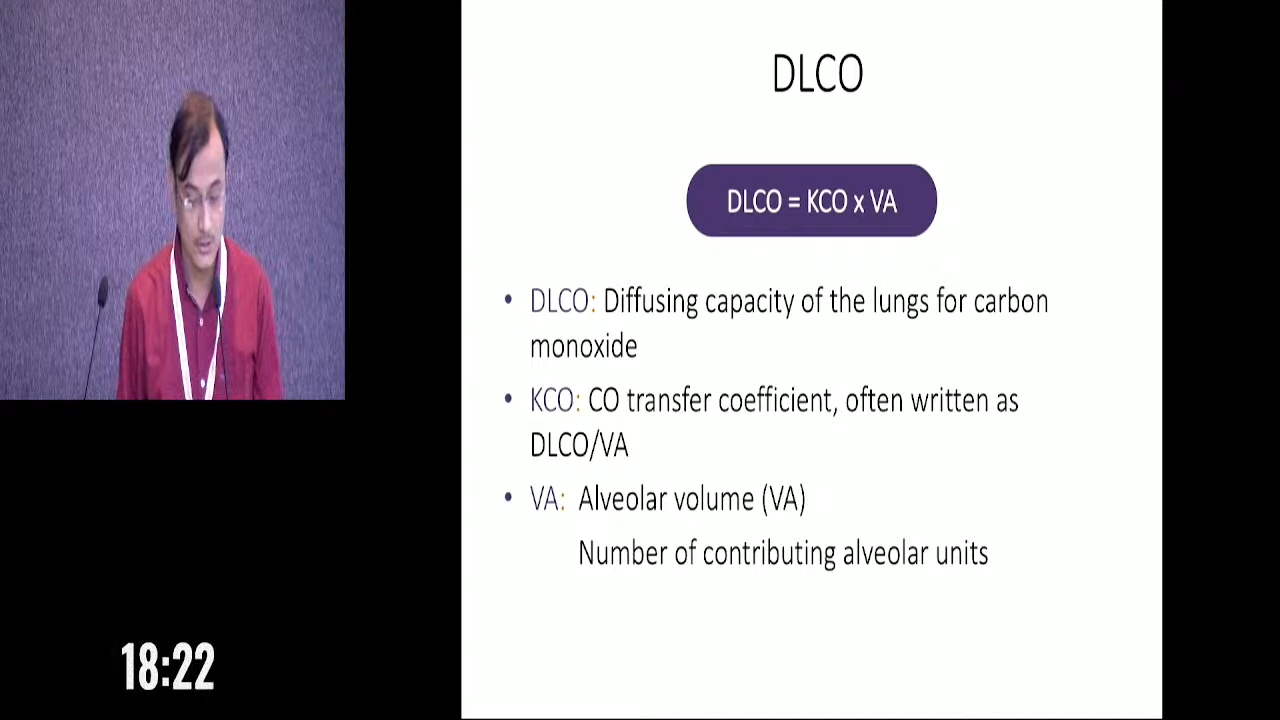 DLCO
DLCO = KCO x VA
• DLCO: Diffusing capacity of the lungs for carbon
monoxide
• KCO: CO transfer coefficient, often written as
DLCO/VA
• VA: Alveolar volume (VA)
Number of contributing alveolar units
18:22